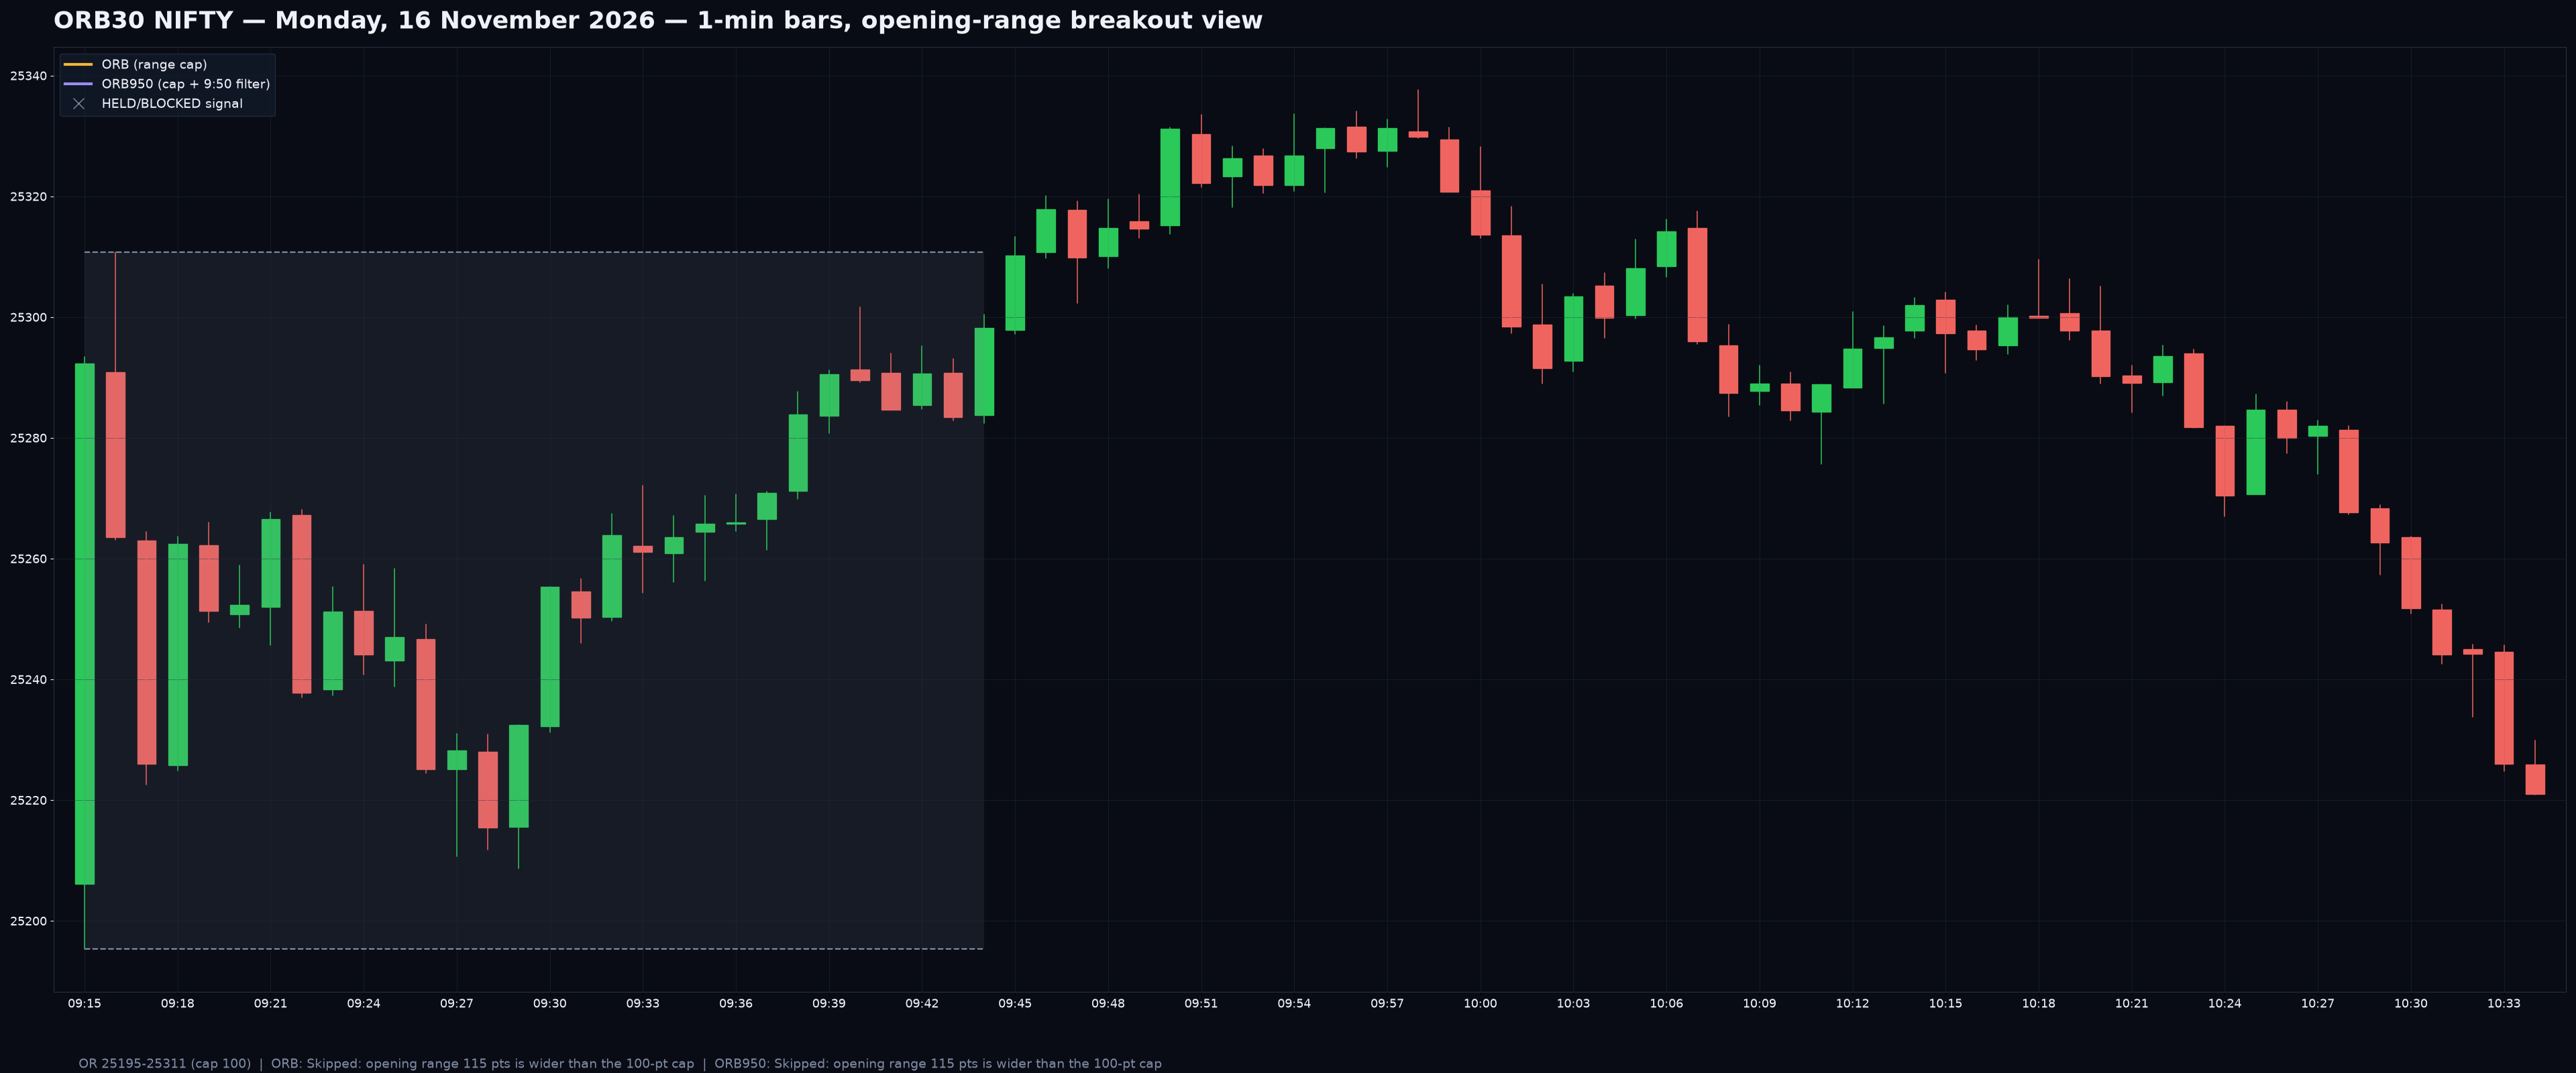 ORB30 NIFTY — Monday, 16 November 2026 — 1-min bars, opening-range breakout view
ORB (range cap)
ORB950 (cap + 9:50 filter)
HELD/BLOCKED signal
25340
25320
25300
25280
25260
25240
25220
25200
09:15 09:18 09:21 09:24 09:27 09:30 09:33 09:36 09:39 09:42 09:45 09:48 09:51 09:54 09:57 10:00 10:03 10:06 10:09 10:12 10:15 10:18 10:21 10:24 10:27 10:30 10:33
OR 25195-25311 (cap 100) | ORB: Skipped: opening range 115 pts is wider than the 100-pt cap | ORB950: Skipped: opening range 115 pts is wider than the 100-pt cap